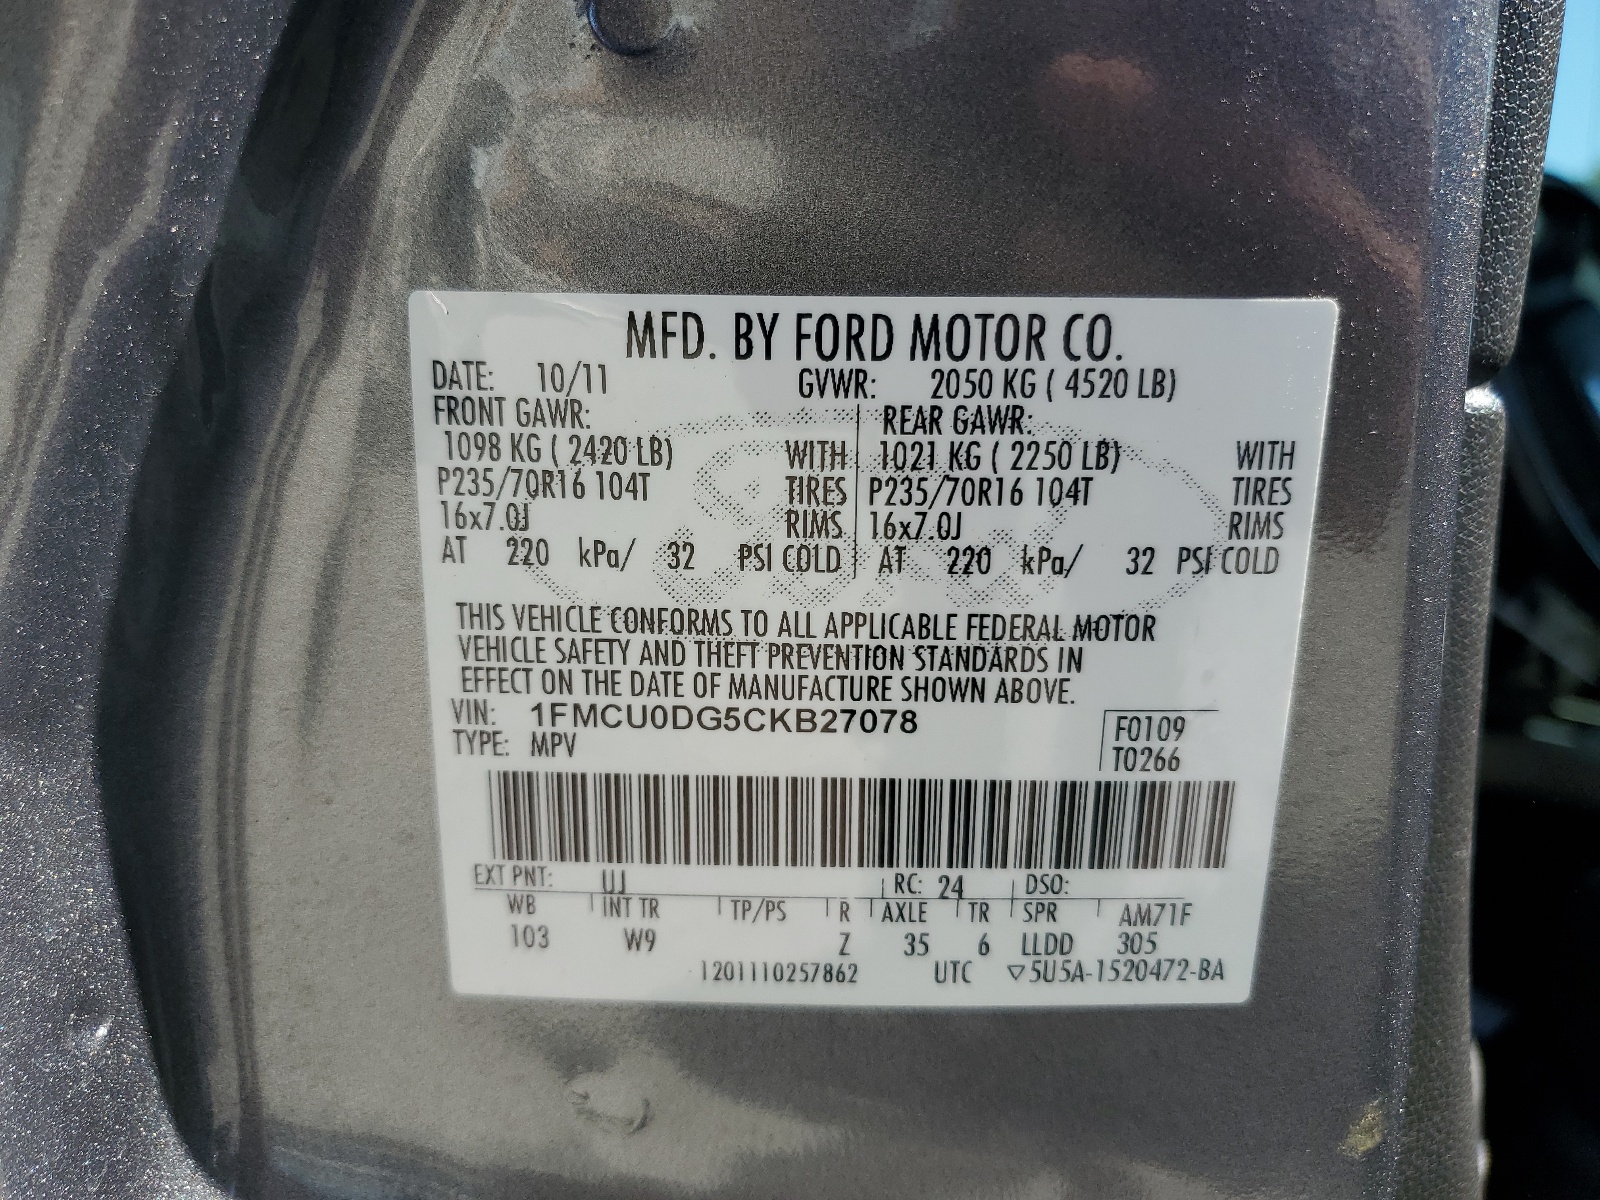 MFD. BY FORD MOTOR CO.
DATE: 10/11 GVWR: 2050 KG ( 4520 LB)
FRONT GAWR: REAR GAWR:
1098 KG ( 2420 LB) WITH 1021 KG ( 2250 LB) WITH
P235/70R16 104T TIRES P235/70R16 104T TIRES
16x7.0J RIMS 16x7.0J RIMS
AT 220 kPa/ 32 PSI COLD AT 220 kPa/ 32 PSI COLD
THIS VEHICLE CONFORMS TO ALL APPLICABLE FEDERAL MOTOR
VEHICLE SAFETY AND THEFT PREVENTION STANDARDS IN
EFFECT ON THE DATE OF MANUFACTURE SHOWN ABOVE.
VIN: 1FMCU0DG5CKB27078 F0109
TYPE: MPV T0266
EXT PNT: UJ RC: 24 DSO:
WB INT TR TP/PS R AXLE TR SPR AM71F
103 W9 Z 35 6 LLDD 305
1201110257862 UTC ▽5U5A-1520472-BA